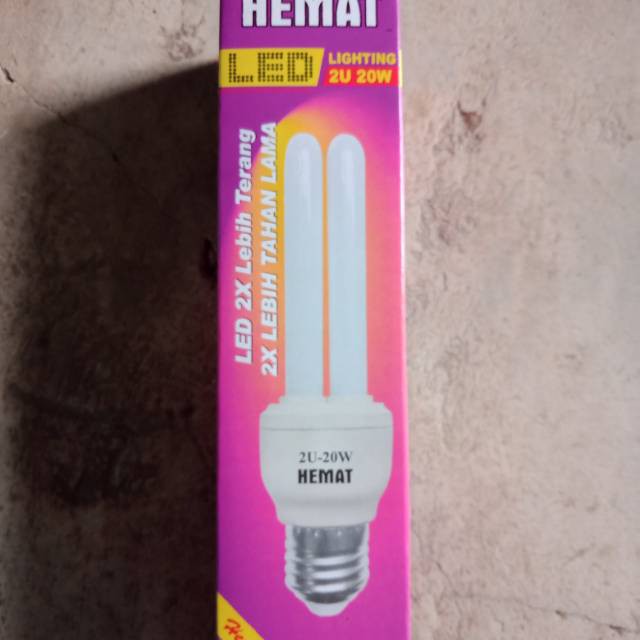 HEMAT
LED
LIGHTING
2U 20W
LED 2X Lebih Terang
2X LEBIH TAHAN LAMA
2U-20W
HEMAT